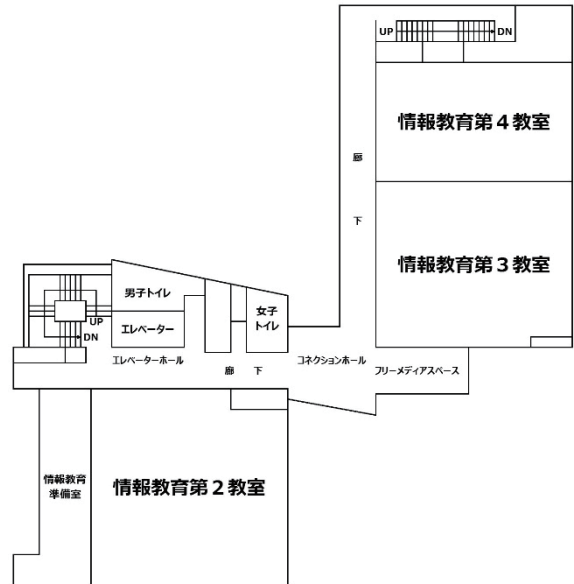 UP
DN
情報教育第４教室
廊
下
情報教育第３教室
男子トイレ
女子
トイレ
UP
エレベーター
DN
エレベーターホール
廊　下
コネクションホール
フリーメディアスペース
情報教育
準備室
情報教育第２教室